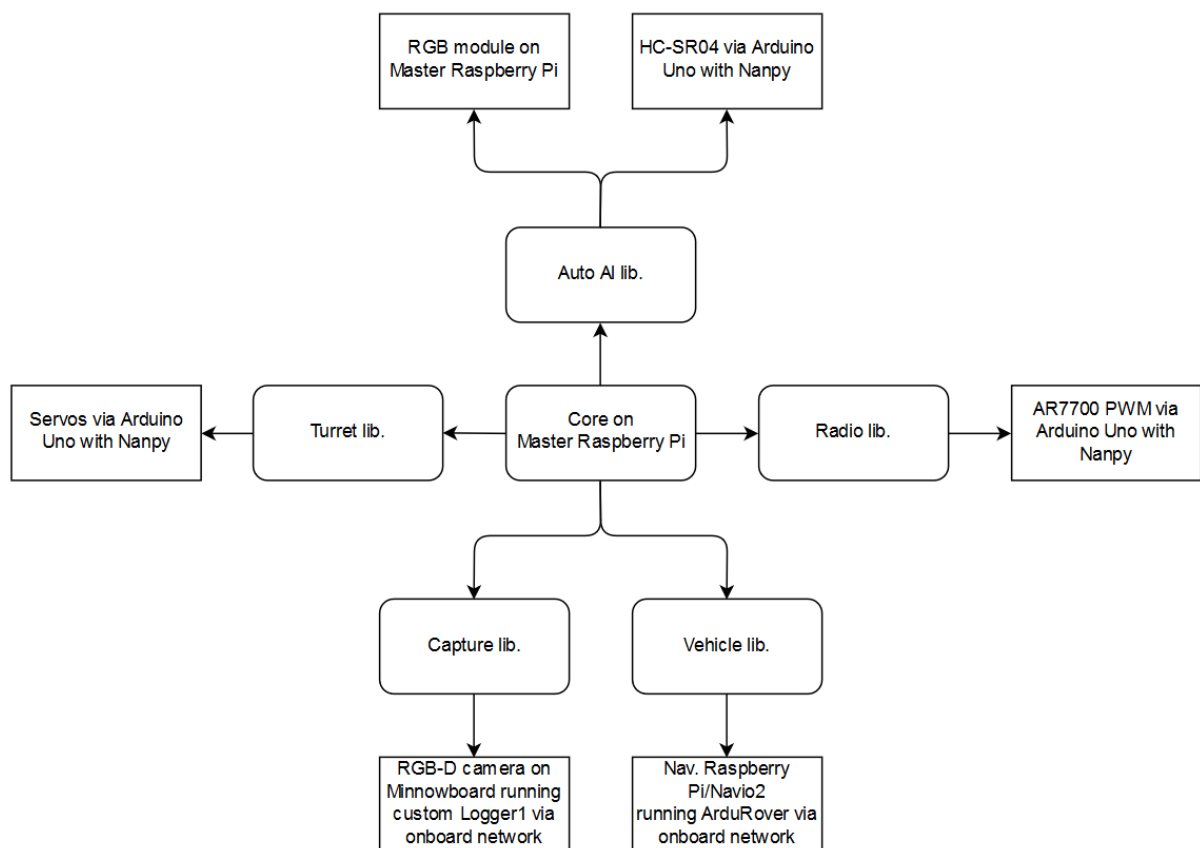 RGB module on
Master Raspberry Pi
HC-SR04 via Arduino
Uno with Nanpy
Auto AI lib.
Servos via Arduino
Uno with Nanpy
Turret lib.
Core on
Master Raspberry Pi
Radio lib.
AR7700 PWM via
Arduino Uno with
Nanpy
Capture lib.
Vehicle lib.
RGB-D camera on
Minnowboard running
custom Logger1 via
onboard network
Nav. Raspberry
Pi/Navio2
running ArduRover via
onboard network